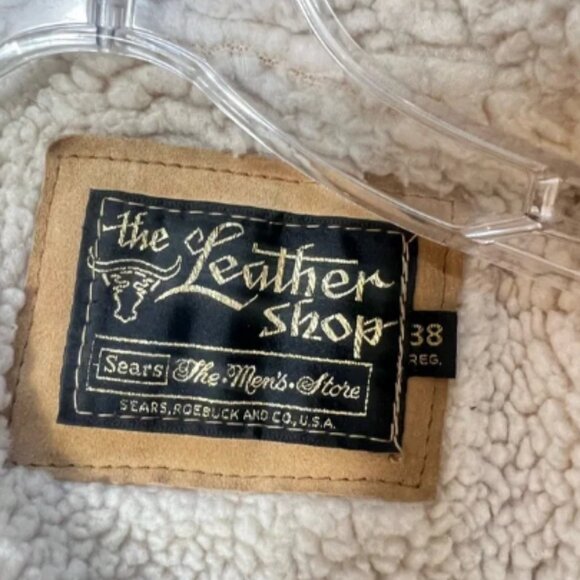 the Leather
shop
38
REG.
Sears The·Men's·Store
SEARS, ROEBUCK AND CO., U.S.A.